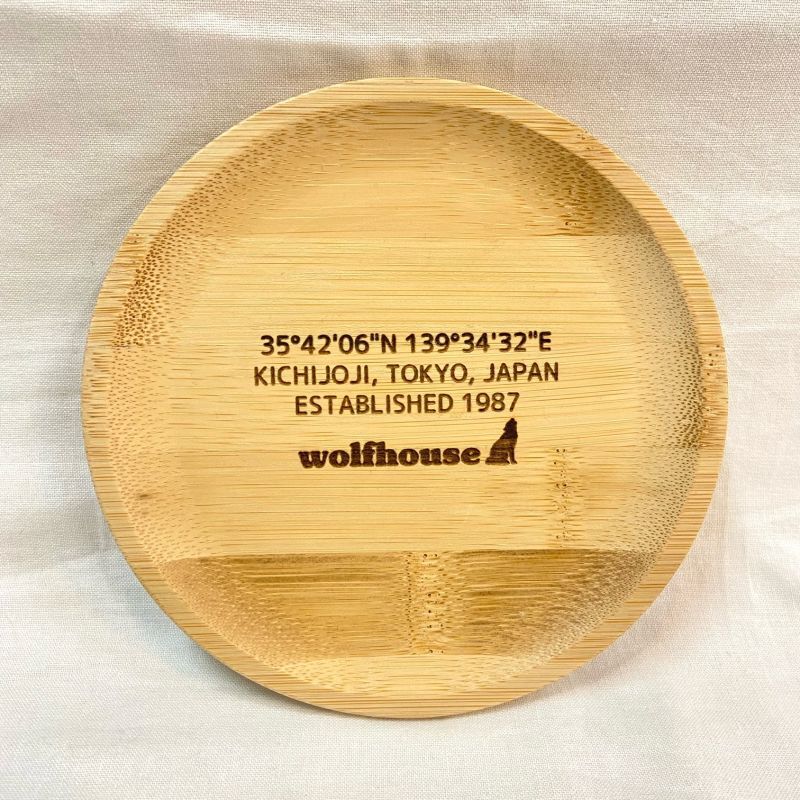 35°42'06"N 139°34'32"E
KICHIJOJI, TOKYO, JAPAN
ESTABLISHED 1987
wolfhouse